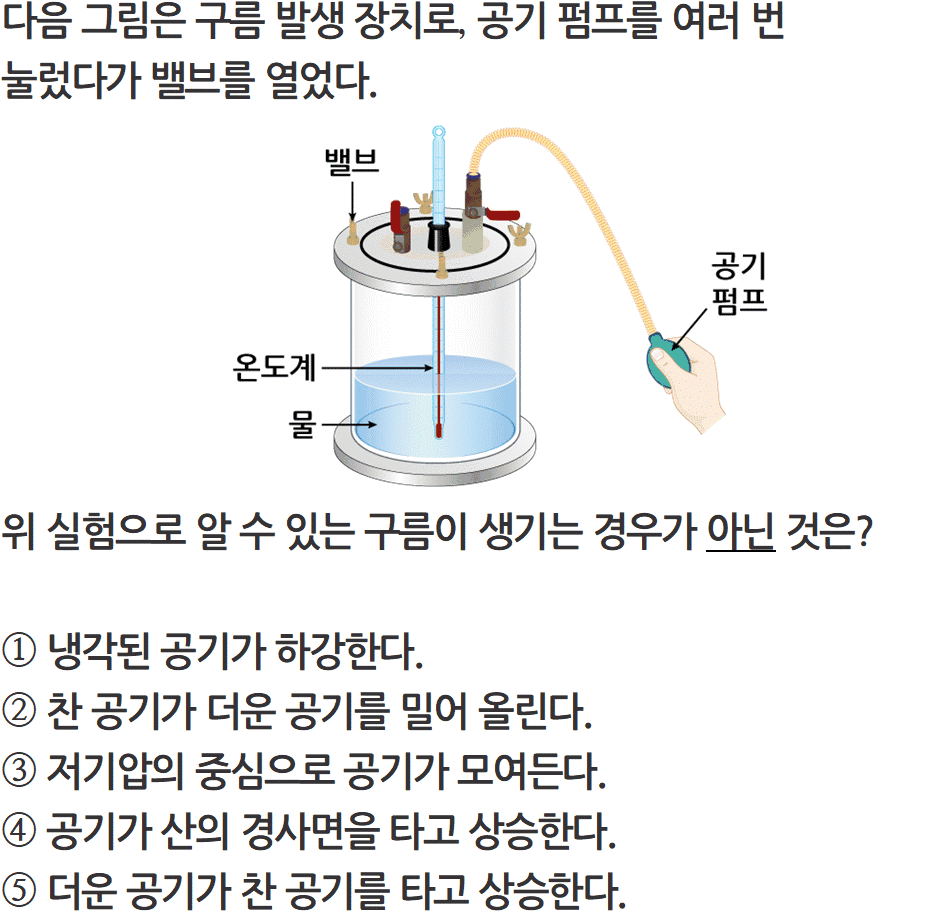 다음 그림은 구름 발생 장치로, 공기 펌프를 여러 번
눌렀다가 밸브를 열었다.
밸브
공기
펌프
온도계
물
위 실험으로 알 수 있는 구름이 생기는 경우가 아닌 것은?
① 냉각된 공기가 하강한다.
② 찬 공기가 더운 공기를 밀어 올린다.
③ 저기압의 중심으로 공기가 모여든다.
④ 공기가 산의 경사면을 타고 상승한다.
⑤ 더운 공기가 찬 공기를 타고 상승한다.